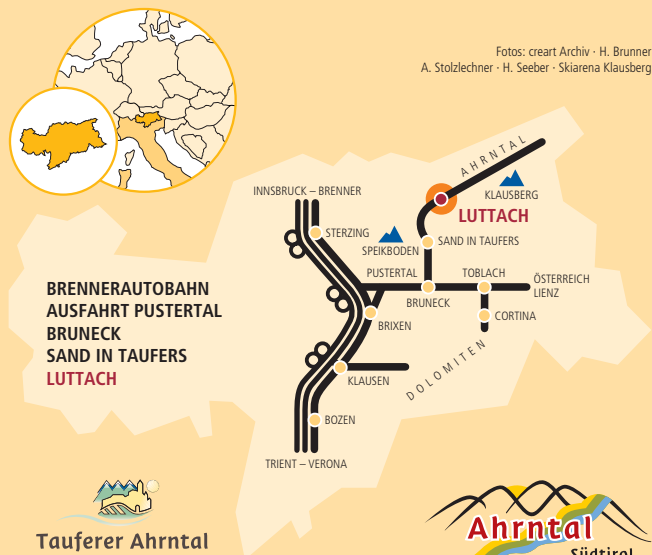 Fotos: creart Archiv · H. Brunner
A. Stolzlechner · H. Seeber · Skiarena Klausberg
AHRNTAL
INNSBRUCK – BRENNER
KLAUSBERG
LUTTACH
STERZING
SPEIKBODEN
SAND IN TAUFERS
PUSTERTAL
TOBLACH
ÖSTERREICH
LIENZ
BRUNECK
BRIXEN
CORTINA
DOLOMITEN
KLAUSEN
BOZEN
TRIENT – VERONA
BRENNERAUTOBAHN
AUSFAHRT PUSTERTAL
BRUNECK
SAND IN TAUFERS
LUTTACH
Tauferer Ahrntal
Ahrntal
Südtirol